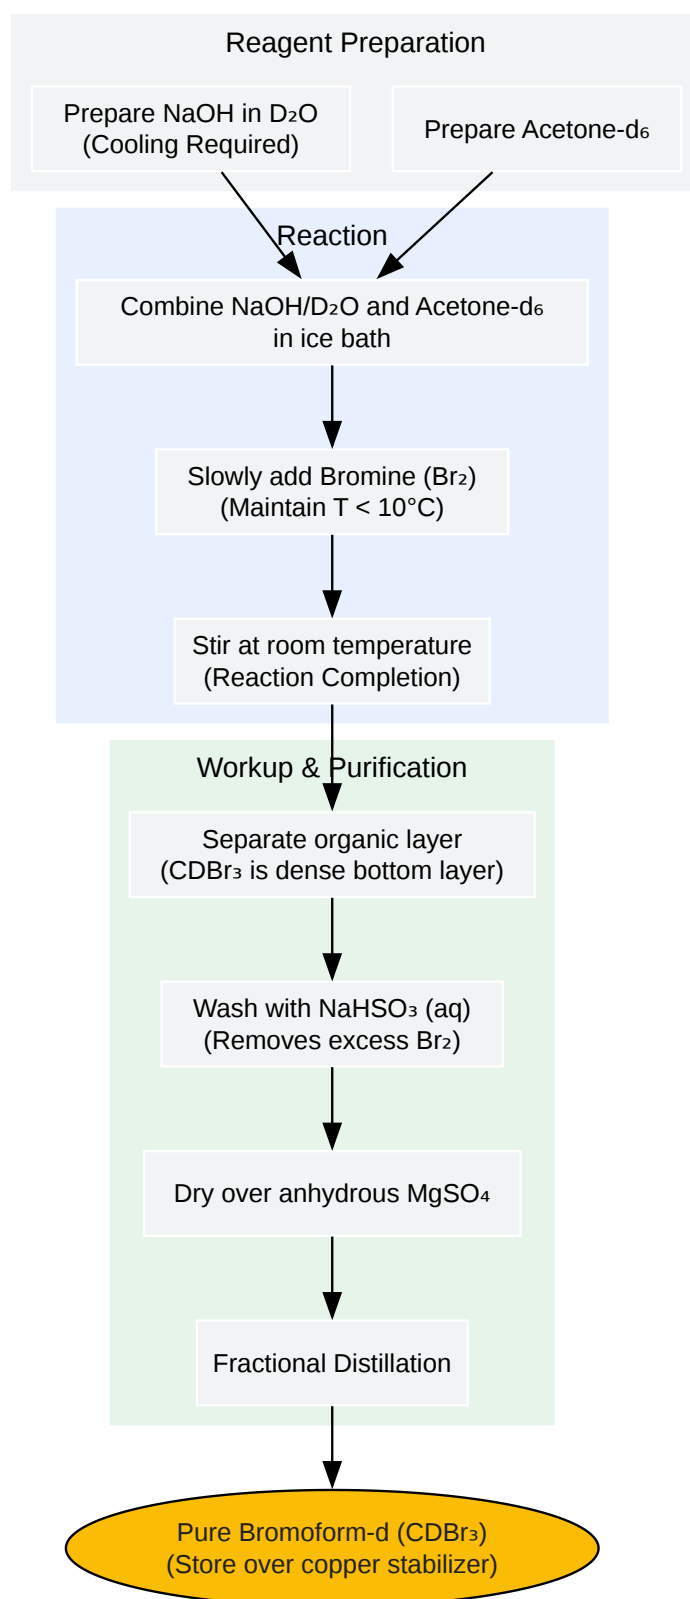 Reagent Preparation
Prepare NaOH in D₂O
(Cooling Required)
Prepare Acetone-d₆
Reaction
Combine NaOH/D₂O and Acetone-d₆
in ice bath
Slowly add Bromine (Br₂)
(Maintain T < 10°C)
Stir at room temperature
(Reaction Completion)
Workup & Purification
Separate organic layer
(CDBr₃ is dense bottom layer)
Wash with NaHSO₃ (aq)
(Removes excess Br₂)
Dry over anhydrous MgSO₄
Fractional Distillation
Pure Bromoform-d (CDBr₃)
(Store over copper stabilizer)